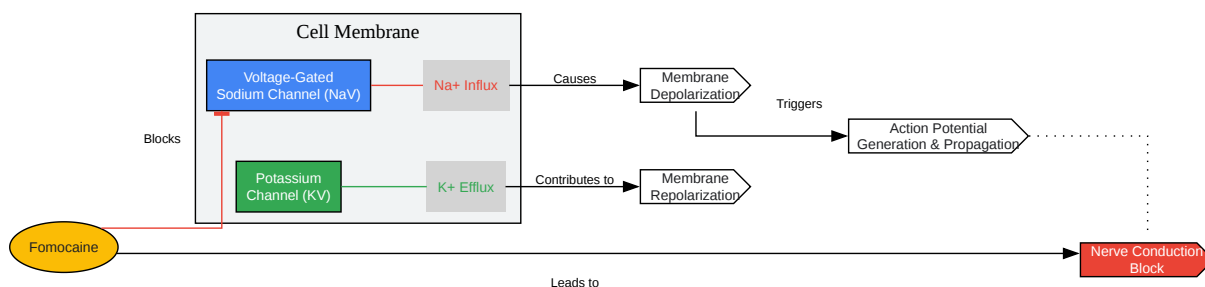 Cell Membrane
Voltage-Gated
Sodium Channel (NaV)
Na+ Influx
Causes
Membrane
Depolarization
Triggers
Action Potential
Generation & Propagation
Blocks
Potassium
Channel (KV)
K+ Efflux
Contributes to
Membrane
Repolarization
Fomocaine
Nerve Conduction
Block
Leads to